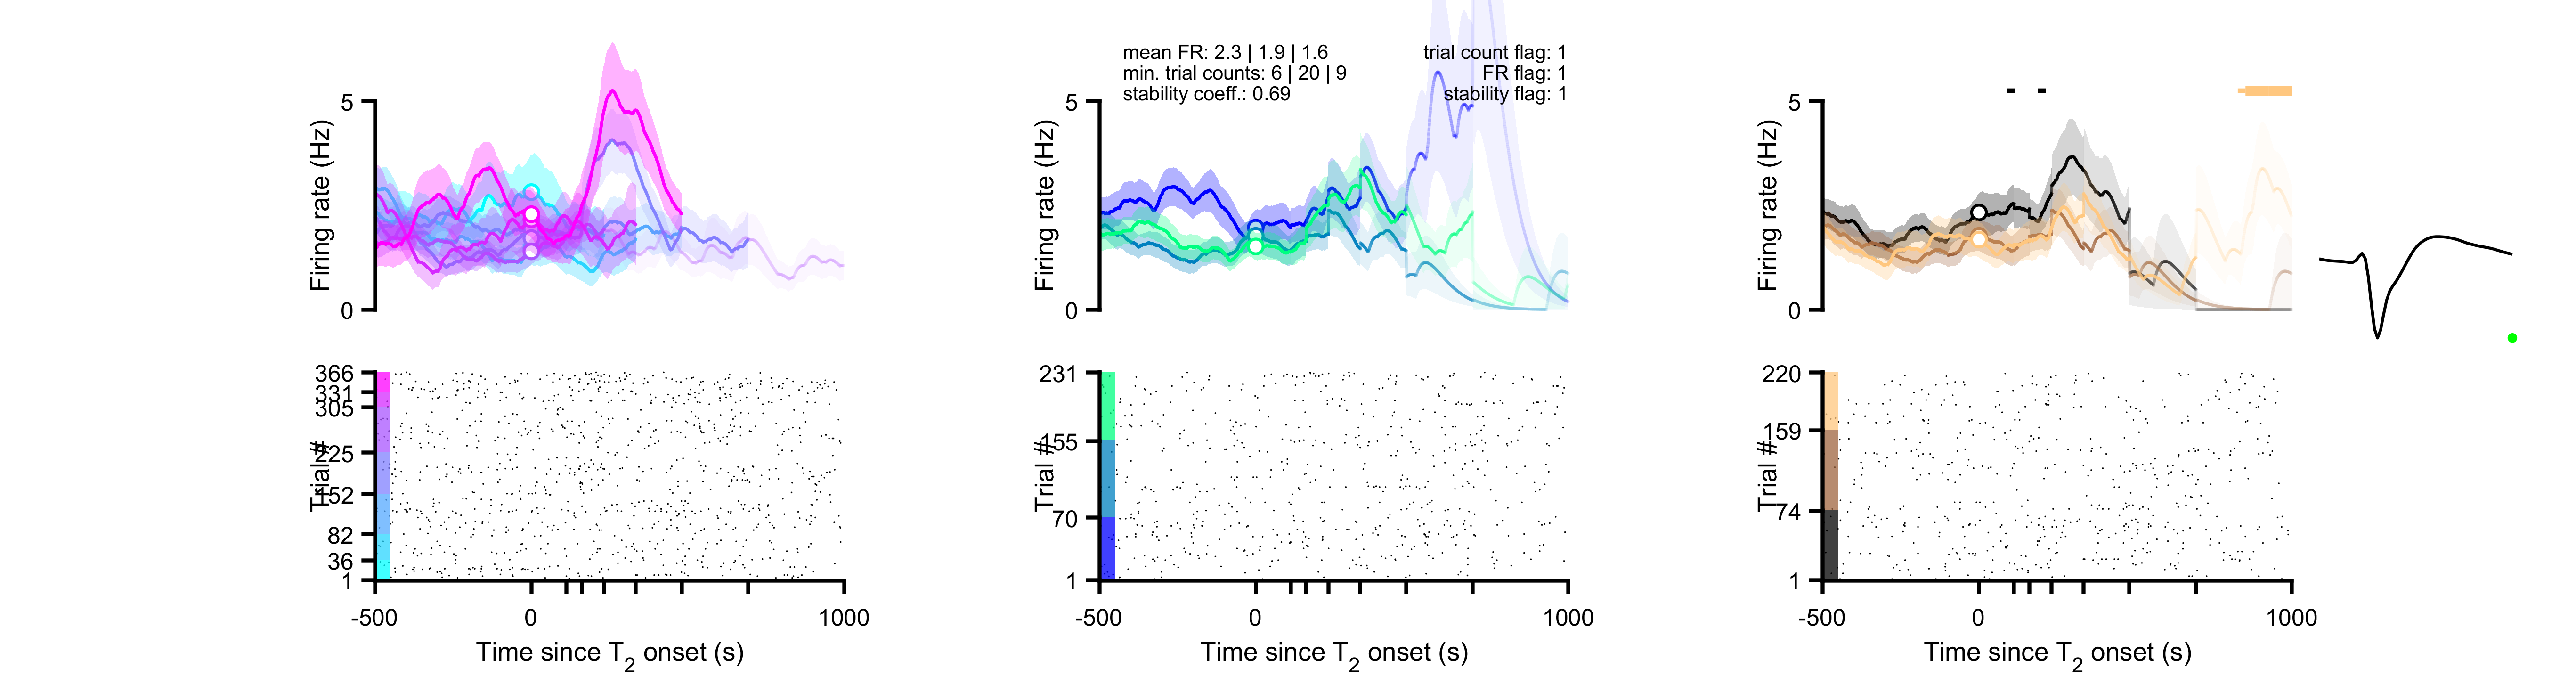 mean FR: 2.3 | 1.9 | 1.6
min. trial counts: 6 | 20 | 9
stability coeff.: 0.69
trial count flag: 1
FR flag: 1
stability flag: 1
Firing rate (Hz)
5
0
Firing rate (Hz)
5
0
Firing rate (Hz)
5
0
Trial #
366
331
305
225
152
82
36
1
Trial #
231
155
70
1
Trial #
220
159
74
1
-500
0
1000
Time since T2 onset (s)
-500
0
1000
Time since T2 onset (s)
-500
0
1000
Time since T2 onset (s)